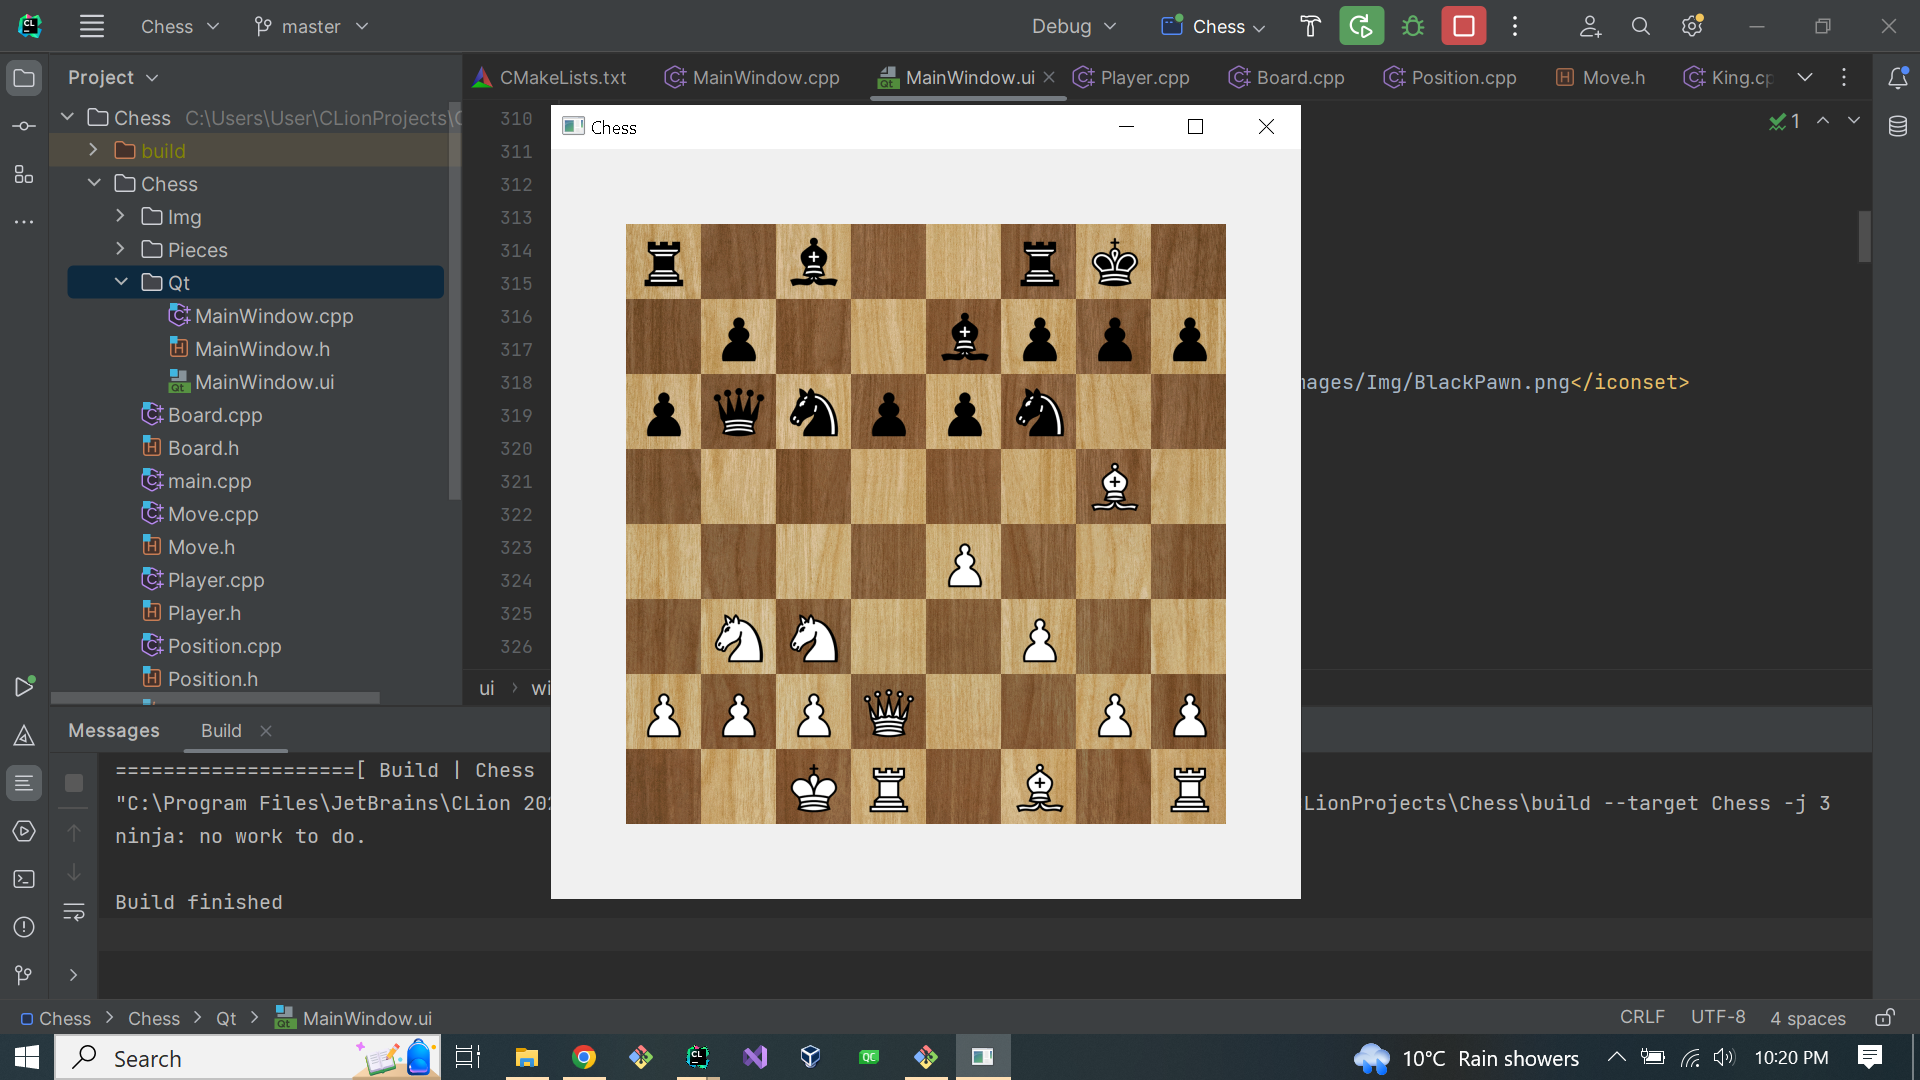 CL
Chess
master
Debug
Chess
Project
CMakeLists.txt
MainWindow.cpp
MainWindow.ui
Player.cpp
Board.cpp
Position.cpp
Move.h
King.cp
Chess C:\Users\User\CLionProjects\C
build
Chess
Img
Pieces
Qt
MainWindow.cpp
MainWindow.h
MainWindow.ui
Board.cpp
Board.h
main.cpp
Move.cpp
Move.h
Player.cpp
Player.h
Position.cpp
Position.h
310
311
312
313
314
315
316
317
318
319
320
321
322
323
324
325
326
1
Chess
mages/Img/BlackPawn.png</iconset>
ui > wi
Messages
Build
====================[ Build | Chess
"C:\Program Files\JetBrains\CLion 202
LionProjects\Chess\build --target Chess -j 3
ninja: no work to do.
Build finished
Chess > Chess > Qt > MainWindow.ui
CRLF
UTF-8
4 spaces
Search
CL
QC
10°C Rain showers
10:20 PM